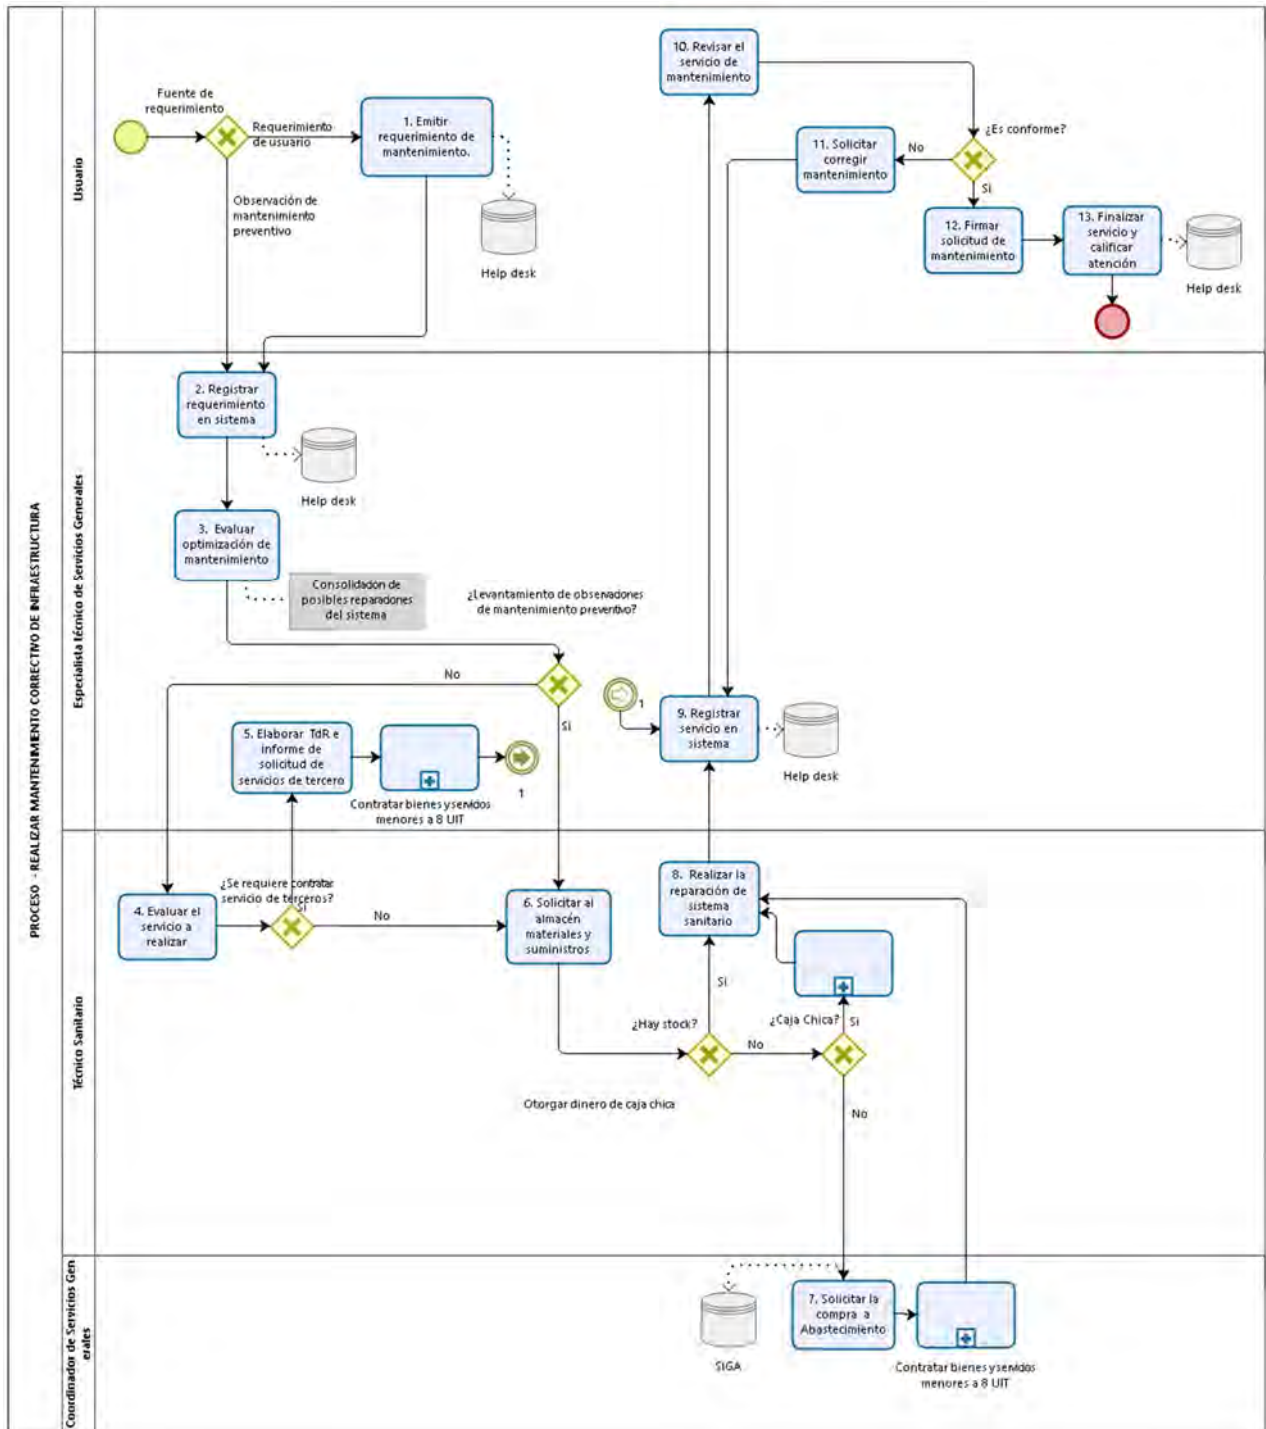 PROCESO - REALIZAR MANTENIMIENTO CORRECTIVO DE INFRAESTRUCTURA
Usuario
Fuente de
requerimiento
Requerimiento
de usuario
1. Emitir
requerimiento de
mantenimiento.
Observación de
mantenimiento
preventivo
Help desk
10. Revisar el
servicio de
mantenimiento
¿Es conforme?
No
Si
11. Solicitar
corregir
mantenimiento
12. Firmar
solicitud de
mantenimiento
13. Finalizar
servicio y
calificar
atención
Help desk
Especialista técnico de Servicios Generales
2. Registrar
requerimiento
en sistema
Help desk
3. Evaluar
optimización de
mantenimiento
Consolidación de
posibles reparaciones
del sistema
¿Levantamiento de observaciones
de mantenimiento preventivo?
No
Si
5. Elaborar TdR e
informe de
solicitud de
servicios de tercero
Contratar bienes y servicios
menores a 8 UIT
1
1
9. Registrar
servicio en
sistema
Help desk
Técnico Sanitario
¿Se requiere contratar
servicio de terceros?
Si
4. Evaluar el
servicio a
realizar
No
6. Solicitar al
almacén
materiales y
suministros
8. Realizar la
reparación de
sistema
sanitario
Si
¿Hay stock?
No
¿Caja Chica?
Si
No
Otorgar dinero de caja chica
Coordinador de Servicios Gen
erales
SIGA
7. Solicitar la
compra a
Abastecimiento
Contratar bienes y servicios
menores a 8 UIT